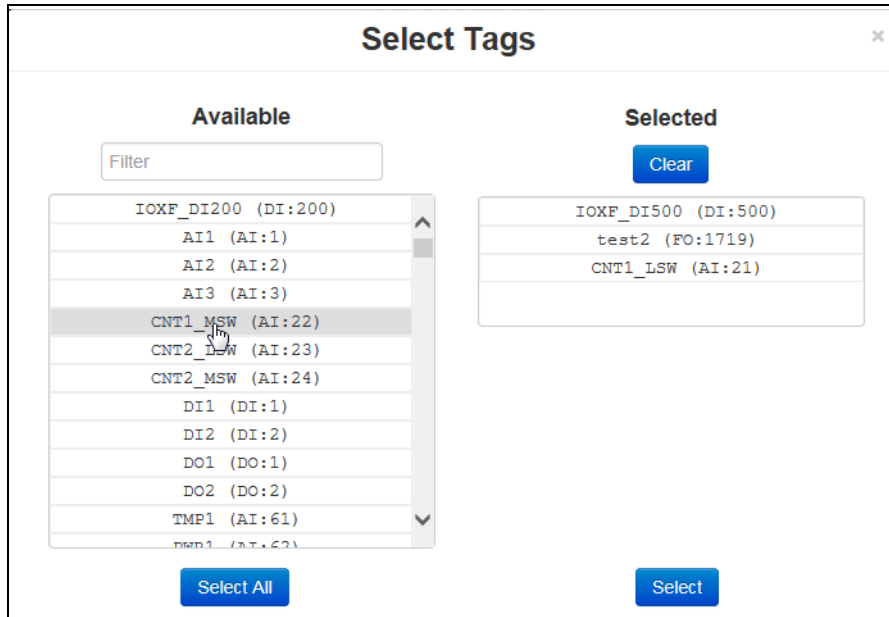 Select Tags
×
Available
Filter
IOXF_DI200 (DI:200)
AI1 (AI:1)
AI2 (AI:2)
AI3 (AI:3)
CNT1_MSW (AI:22)
CNT2_LSW (AI:23)
CNT2_MSW (AI:24)
DI1 (DI:1)
DI2 (DI:2)
DO1 (DO:1)
DO2 (DO:2)
TMP1 (AI:61)
Select All
Selected
Clear
IOXF_DI500 (DI:500)
test2 (FO:1719)
CNT1_LSW (AI:21)
Select